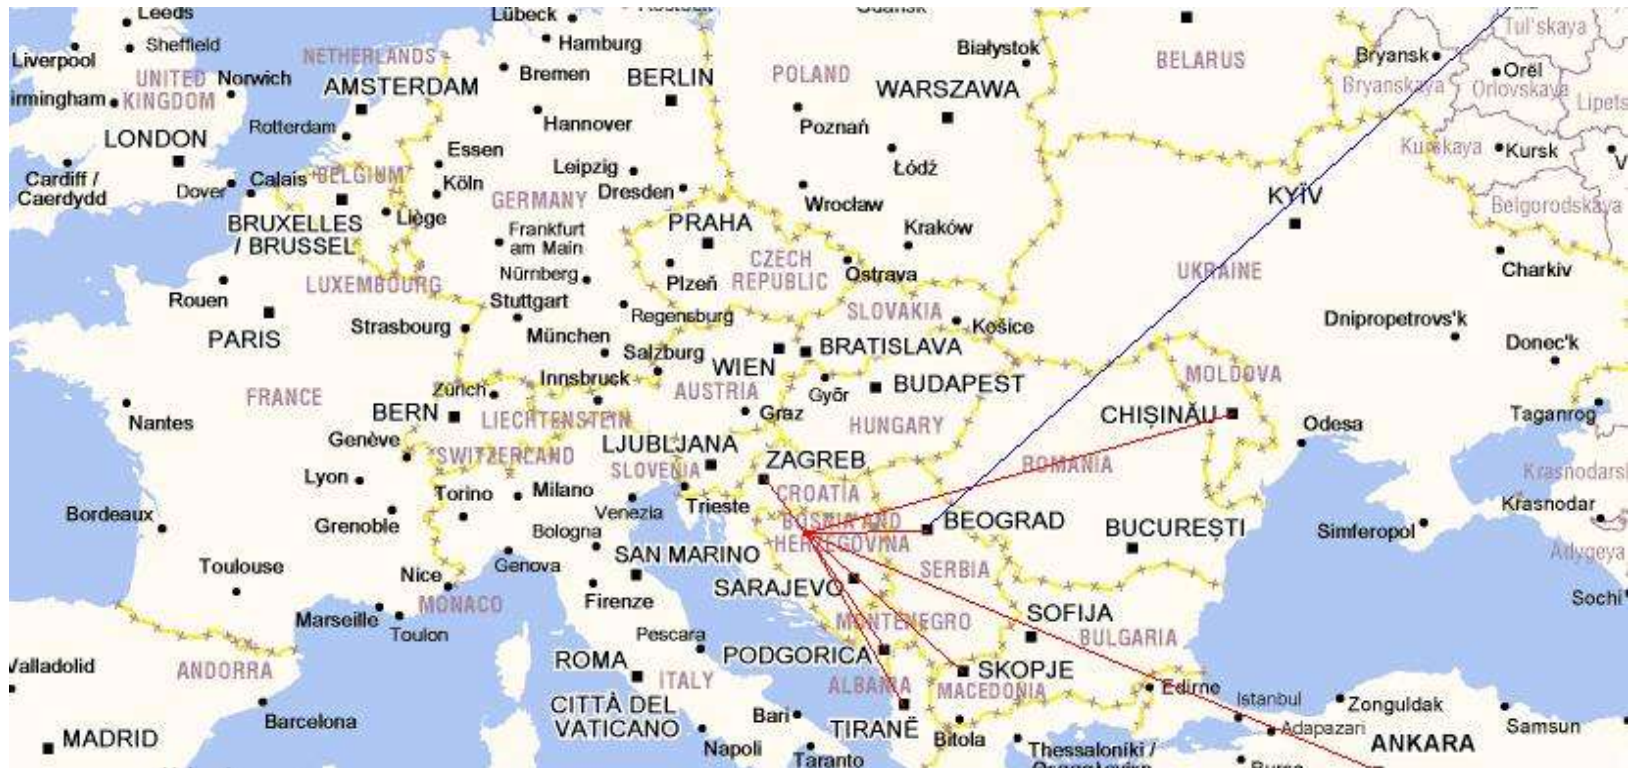 Leeds
Lübeck
Rostock
Gdańsk
Tul'skaya
Liverpool
Sheffield
NETHERLANDS
Hamburg
Białystok
BELARUS
Bryansk
Orël
UNITED
KINGDOM
Norwich
AMSTERDAM
Bremen
BERLIN
POLAND
WARSZAWA
Bryanskaya
Orlovskaya
Lipets
irmingham
LONDON
Rotterdam
Hannover
Poznań
Łódź
Kurskaya
Kursk
V
Cardiff /
Caerdydd
Dover
Calais
BELGIUM
Essen
Köln
Leipzig
Dresden
GERMANY
Wrocław
KYÏV
Belgorodskaya
BRUXELLES
/ BRUSSEL
Liège
Frankfurt
am Main
PRAHA
Kraków
Nürnberg
Plzeň
CZECH
REPUBLIC
Ostrava
UKRAINE
Charkiv
Rouen
LUXEMBOURG
Stuttgart
Regensburg
SLOVAKIA
Košice
Dnipropetrovs'k
PARIS
Strasbourg
München
Salzburg
WIEN
BRATISLAVA
Donec'k
Zürich
Innsbruck
AUSTRIA
Győr
BUDAPEST
MOLDOVA
FRANCE
BERN
LIECHTENSTEIN
Graz
HUNGARY
CHIȘINĂU
Taganrog
Nantes
Genève
SWITZERLAND
LJUBLJANA
SLOVENIA
ZAGREB
ROMANIA
Odesa
Krasnodarsl
Lyon
Torino
Milano
Venezia
Trieste
CROATIA
Krasnodar
Bordeaux
Grenoble
Bologna
BOSNIA AND
HERZEGOVINA
BEOGRAD
BUCUREȘTI
Simferopol
Adygeya
Toulouse
Nice
Genova
SAN MARINO
SARAJEVO
SERBIA
Sochi
Marseille
MONACO
Toulon
Firenze
Pescara
MONTENEGRO
SOFIJA
BULGARIA
Valladolid
ANDORRA
ROMA
ITALY
PODGORICA
ALBANIA
SKOPJE
MACEDONIA
Edirne
Istanbul
Zonguldak
Barcelona
CITTÀ DEL
VATICANO
Bari
TIRANË
Bitola
Adapazari
Samsun
MADRID
Napoli
Taranto
Thessaloniki /
Bursa
ANKARA